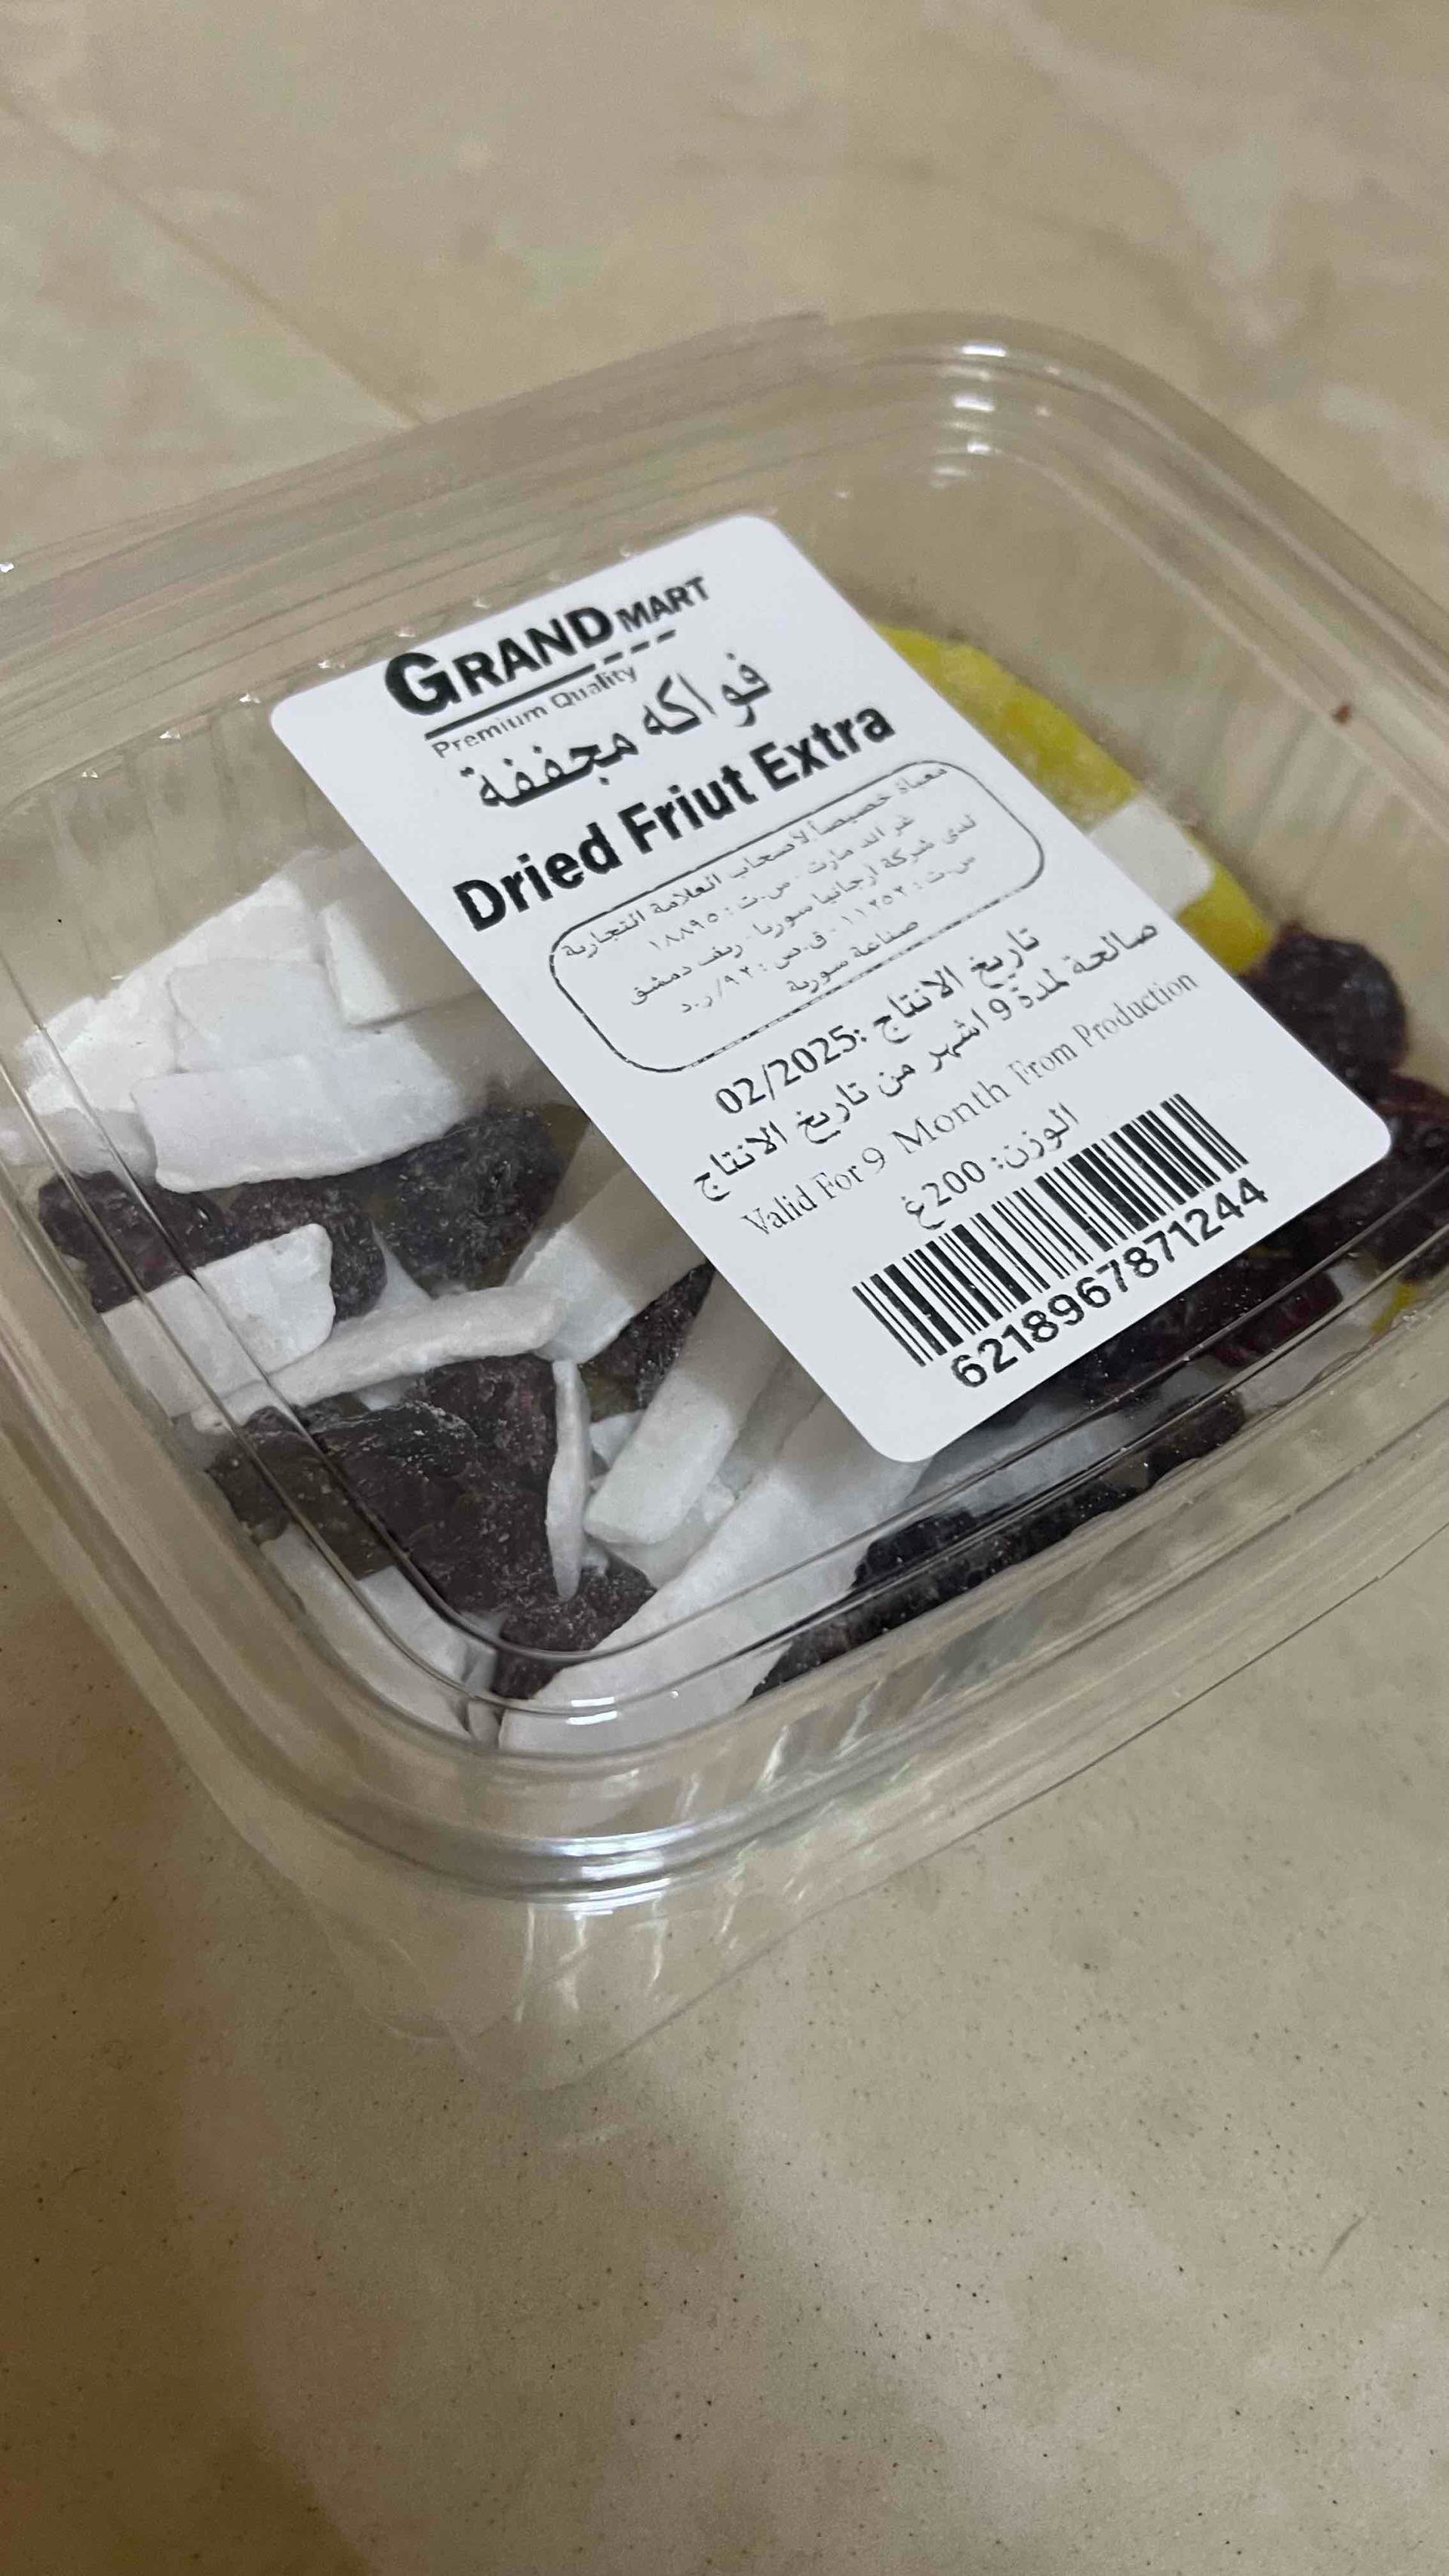 GRAND MART
Premium Quality
فواكه مجففة
Dried Friut Extra
معبأة خصيصاً لأصحاب العلامة التجارية
غراند مارت - س.ت : ١٨٨٩٥
لدى شركة ارجانيا سوريا - ريف دمشق
س.ت : ١١٢٥٢ - ق.ص : ٩٢/ر.د
صناعة سورية
تاريخ الانتاج :02/2025
صالحة لمدة 9 اشهر من تاريخ الانتاج
Valid For 9 Month From Production
الوزن: 200غ
6218967871244